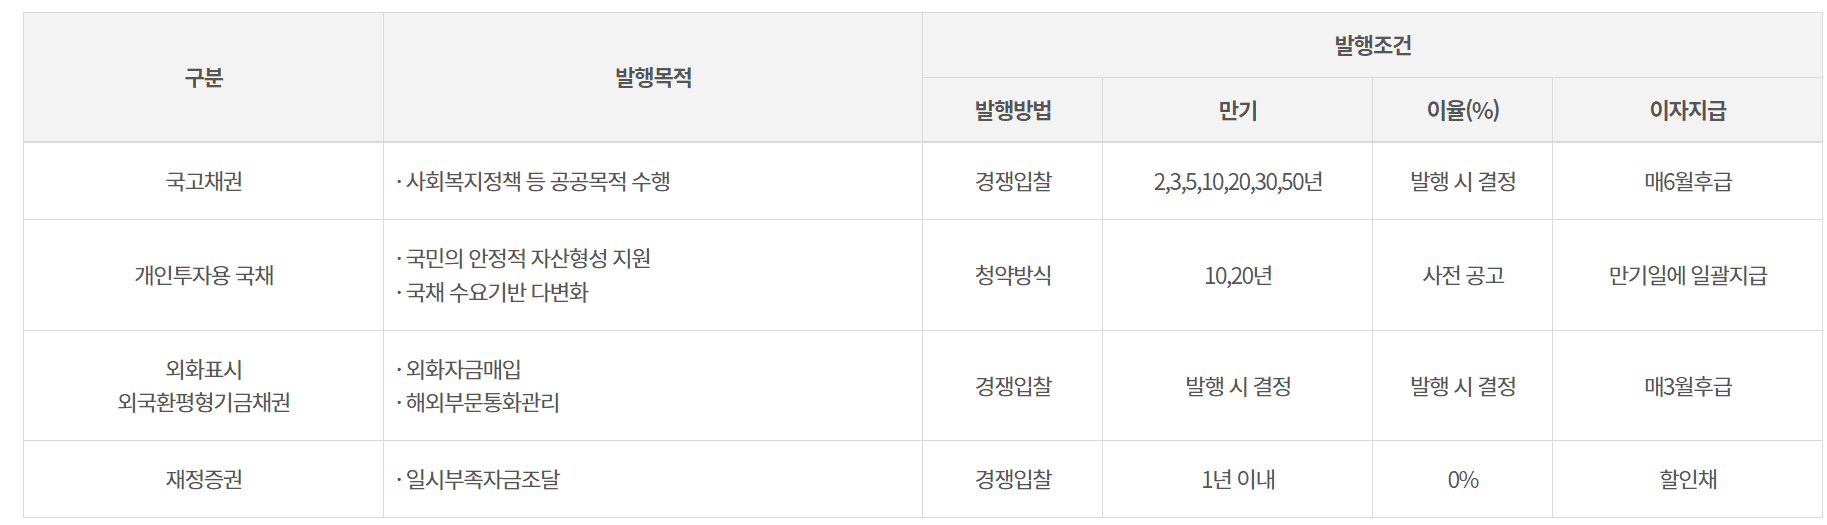 구분
발행목적
발행조건
발행방법
만기
이율(%)
이자지급
국고채권
· 사회복지정책 등 공공목적 수행
경쟁입찰
2,3,5,10,20,30,50년
발행 시 결정
매6월후급
개인투자용 국채
· 국민의 안정적 자산형성 지원
· 국채 수요기반 다변화
청약방식
10,20년
사전 공고
만기일에 일괄지급
외화표시
외국환평형기금채권
· 외화자금매입
· 해외부문통화관리
경쟁입찰
발행 시 결정
발행 시 결정
매3월후급
재정증권
· 일시부족자금조달
경쟁입찰
1년 이내
0%
할인채